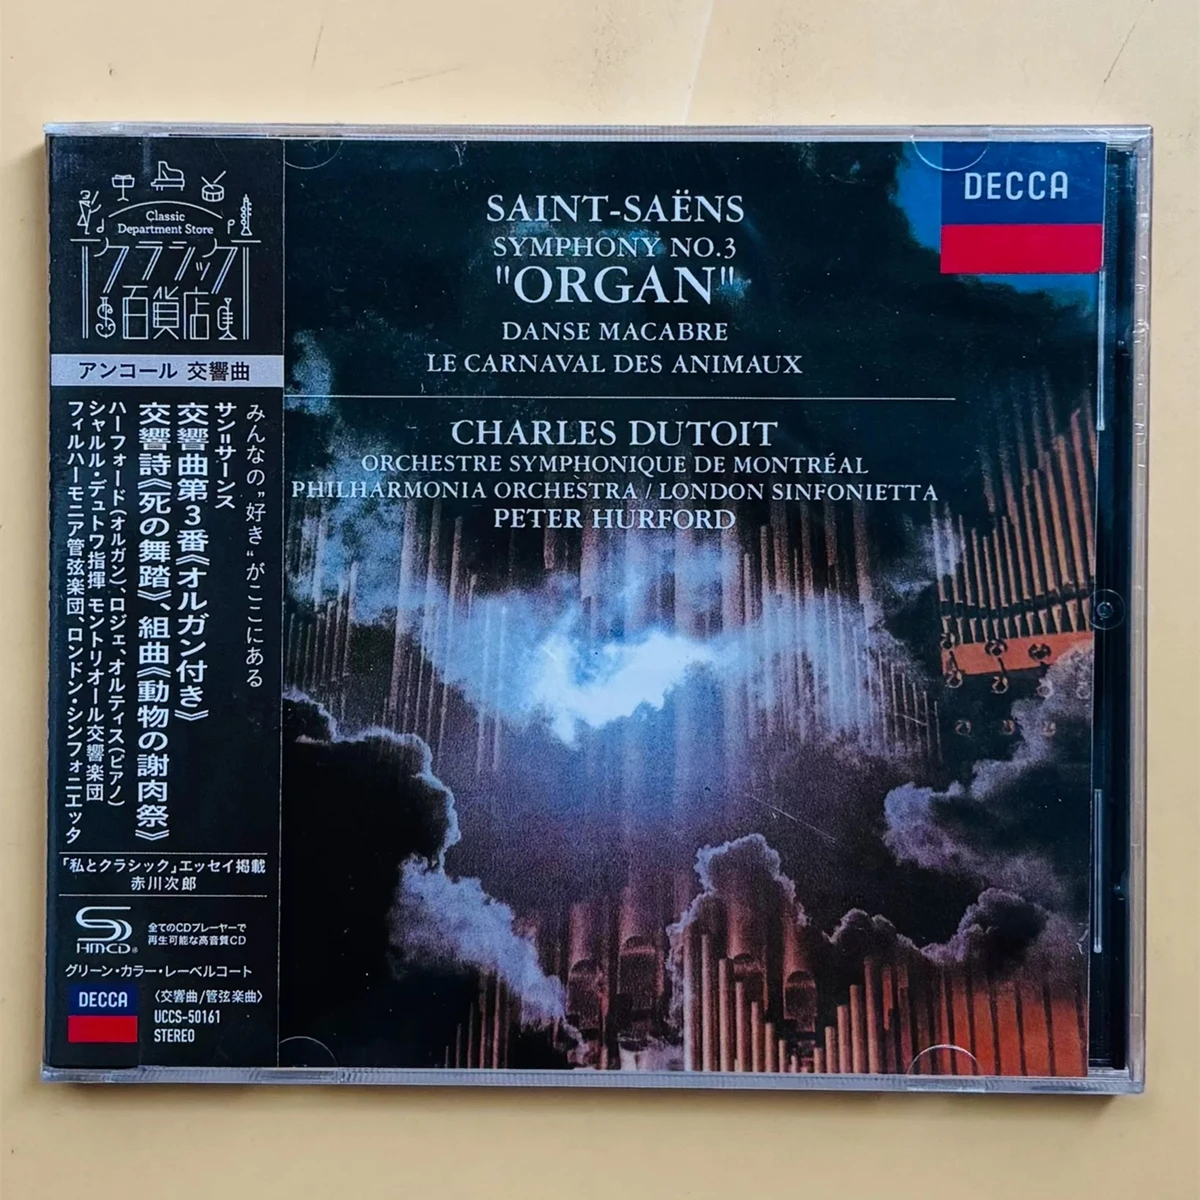 Classic
Department Store
クラシック
百貨店
アンコール 交響曲
みんなの"好き"がここにある
サン=サーンス
交響曲第3番《オルガン付き》
交響詩《死の舞踏》、組曲《動物の謝肉祭》
ハーフォード(オルガン)、ロジェ、オルティス(ピアノ)
シャルル・デュトワ指揮 モントリオール交響楽団
フィルハーモニア管弦楽団、ロンドン・シンフォニエッタ
「私とクラシック」エッセイ掲載
赤川次郎
SHMCD®
全てのCDプレーヤーで
再生可能な高音質CD
グリーン・カラー・レーベルコート
DECCA
〈交響曲/管弦楽曲〉
UCCS-50161
STEREO
DECCA
SAINT-SAËNS
SYMPHONY NO.3
"ORGAN"
DANSE MACABRE
LE CARNAVAL DES ANIMAUX
CHARLES DUTOIT
ORCHESTRE SYMPHONIQUE DE MONTRÉAL
PHILHARMONIA ORCHESTRA / LONDON SINFONIETTA
PETER HURFORD